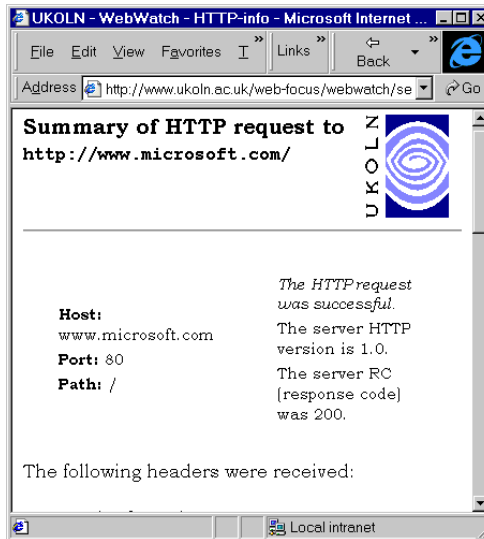 UKOLN - WebWatch - HTTP-info - Microsoft Internet ...
File Edit View Favorites T » Links » Back »
Address http://www.ukoln.ac.uk/web-focus/webwatch/se Go
Summary of HTTP request to
http://www.microsoft.com/
UKOLN
The HTTP request
was successful.
Host:
www.microsoft.com
Port: 80
Path: /
The server HTTP
version is 1.0.
The server RC
(response code)
was 200.
The following headers were received:
Local intranet